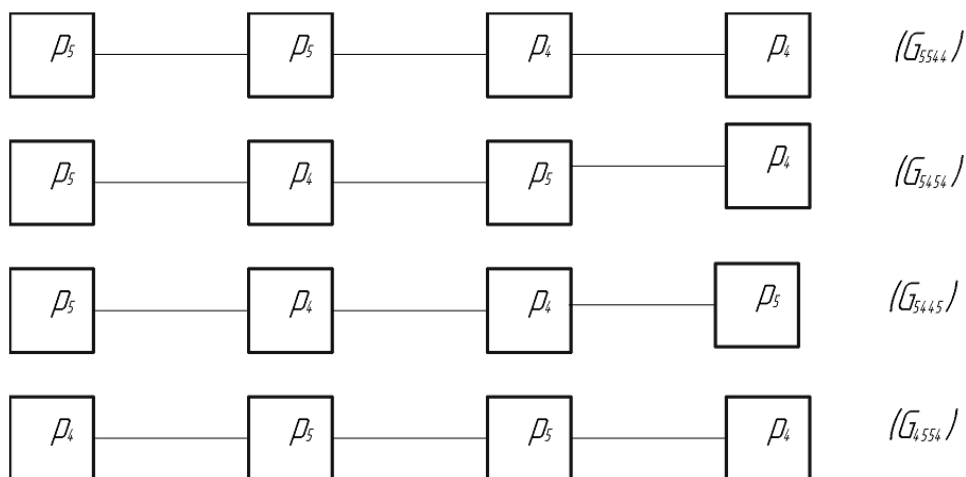 p₅ p₅ p₄ p₄ (G₅₅₄₄)
p₅ p₄ p₅ p₄ (G₅₄₅₄)
p₅ p₄ p₄ p₅ (G₅₄₄₅)
p₄ p₅ p₅ p₄ (G₄₅₅₄)